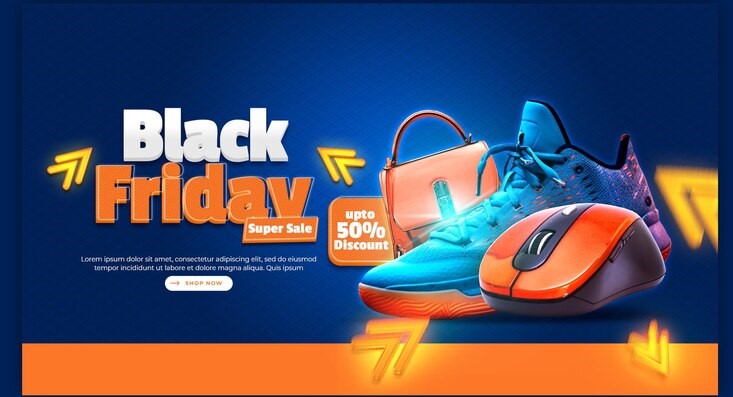 Black
Friday
Super Sale
upto
50%
Discount
Lorem ipsum dolor sit amet, consectetur adipiscing elit, sed do eiusmod
tempor incididunt ut labore et dolore magna aliqua. Quis ipsum
SHOP NOW